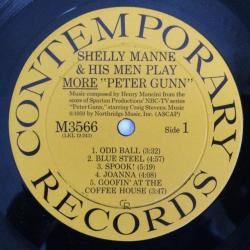 CONTEMPORARY
SHELLY MANNE
& HIS MEN PLAY
MORE "PETER GUNN"
Music composed by Henry Mancini from the
score of Spartan Productions' NBC-TV series
"Peter Gunn," starring Craig Stevens. Music
©1959 by Northridge Music, Inc. (ASCAP)
M3566
Side 1
1. ODD BALL (3:32)
2. BLUE STEEL (4:57)
3. SPOOK! (5:20)
4. JOANNA (5:08)
5. GOOFIN' AT THE
COFFEE HOUSE (3:47)
CR
RECORDS